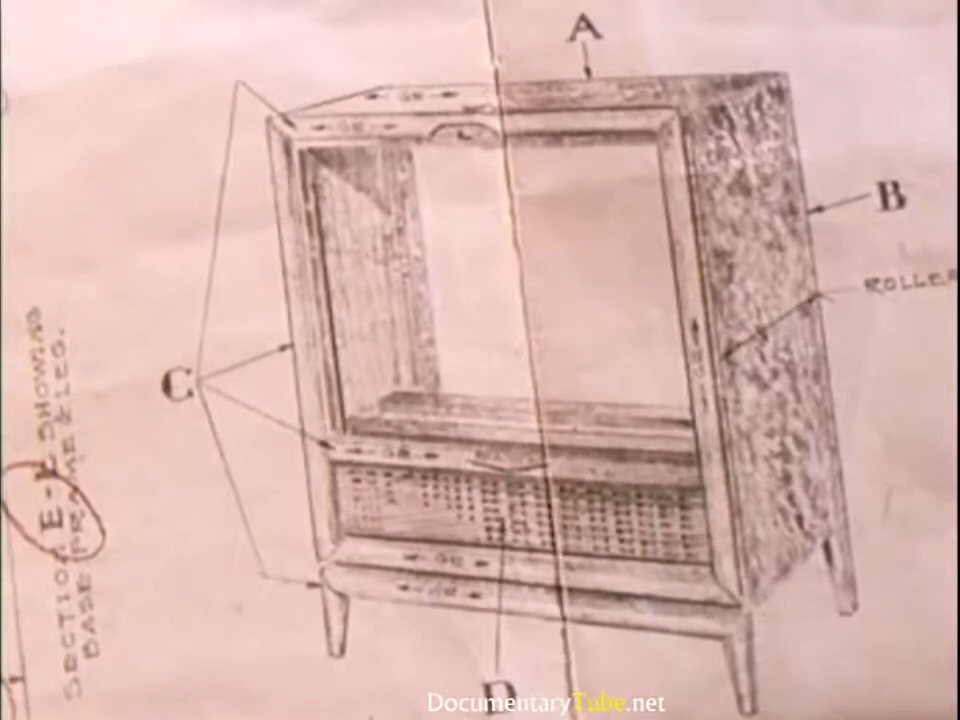 A
B
ROLLER
C
SECTION E-E SHOWING
BASE FRAME & LEG.
D
DocumentaryTube.net